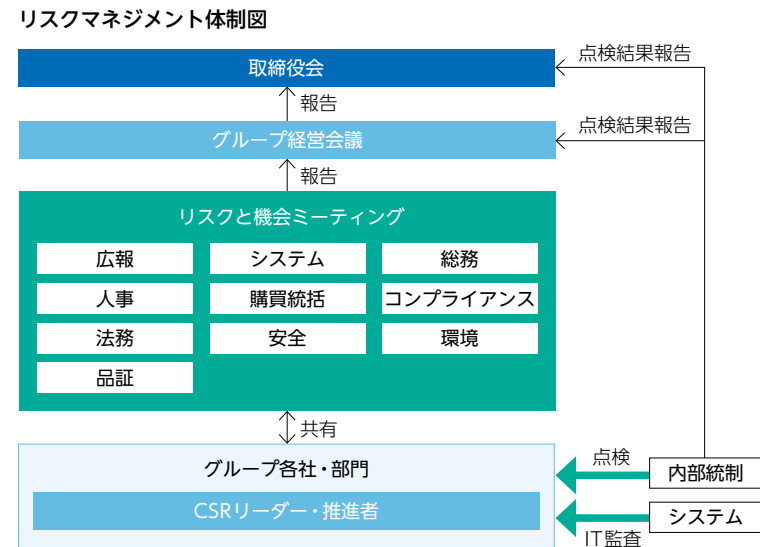 リスクマネジメント体制図
取締役会
点検結果報告
報告
グループ経営会議
点検結果報告
報告
リスクと機会ミーティング
広報
システム
総務
人事
購買統括
コンプライアンス
法務
安全
環境
品証
共有
グループ各社・部門
CSRリーダー・推進者
点検
内部統制
システム
IT監査